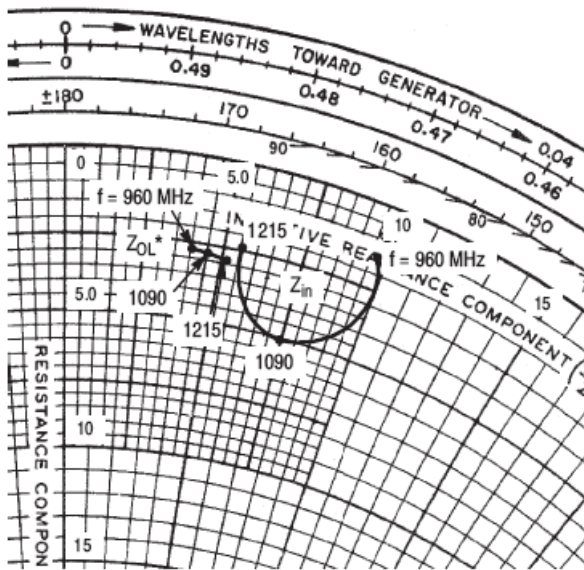 0 → WAVELENGTHS TOWARD GENERATOR → 0.04
0 0.49 0.48 0.47 0.46
±180 170 160 150
90 80
0 5.0 10 15
f = 960 MHz
1215
f = 960 MHz
ZOL*
Zin
5.0
1090
1215
1090
10
15
RESISTANCE COMPON